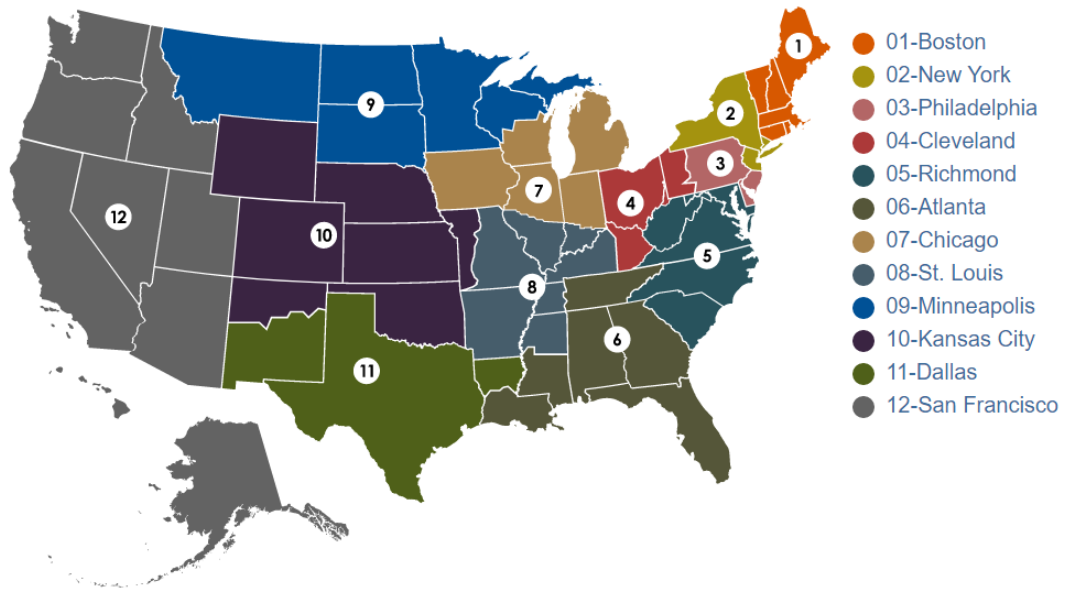 1
01-Boston
02-New York
03-Philadelphia
04-Cleveland
05-Richmond
06-Atlanta
07-Chicago
08-St. Louis
09-Minneapolis
10-Kansas City
11-Dallas
12-San Francisco
9
2
3
7
4
12
10
5
8
6
11